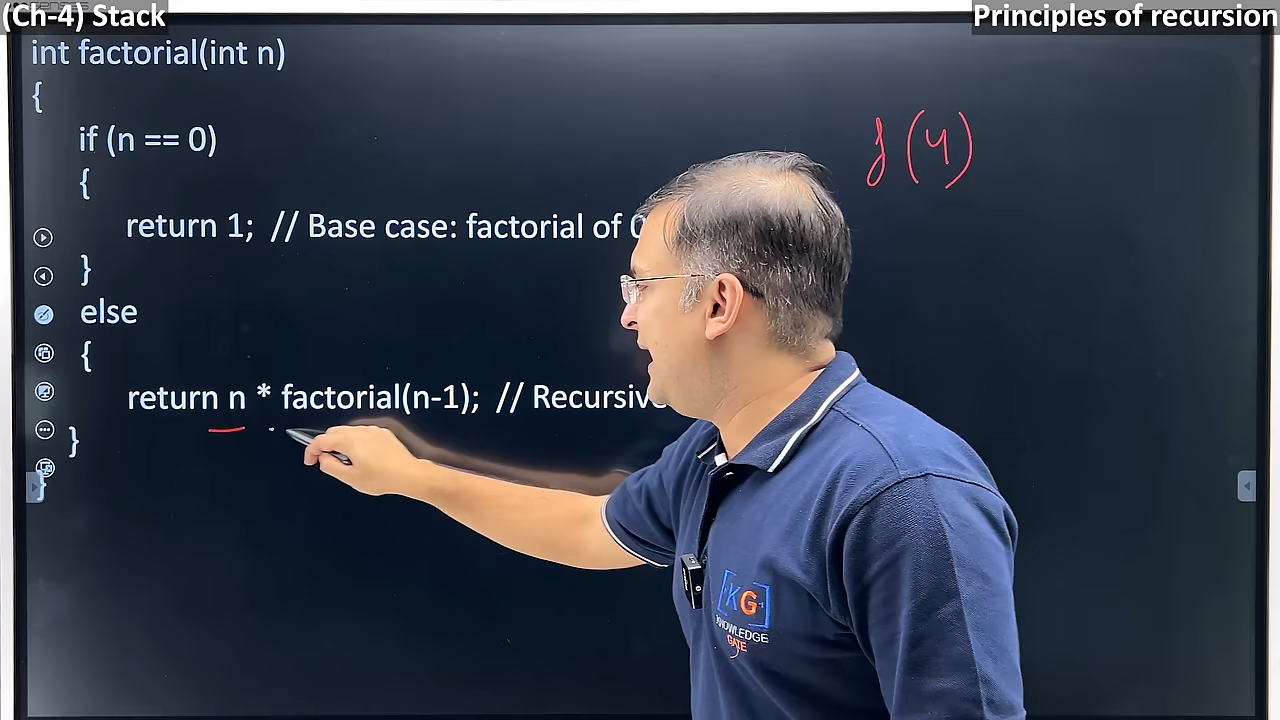 (Ch-4) Stack
Principles of recursion
int factorial(int n)
{
if (n == 0)
{
return 1; // Base case: factorial of
}
else
{
return n * factorial(n-1); // Recursive
}
}
f(4)
KG
KNOWLEDGE
GATE